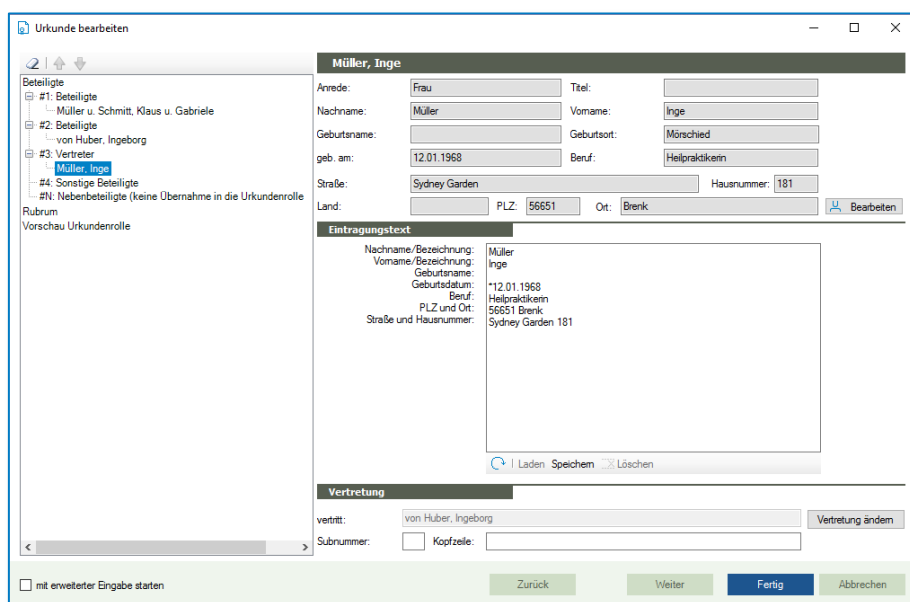 Urkunde bearbeiten
Beteiligte
#1: Beteiligte
Müller u. Schmitt, Klaus u. Gabriele
#2: Beteiligte
von Huber, Ingeborg
#3: Vertreter
Müller, Inge
#4: Sonstige Beteiligte
#N: Nebenbeteiligte (keine Übernahme in die Urkundenrolle
Rubrum
Vorschau Urkundenrolle
Müller, Inge
Anrede: Frau Titel:
Nachname: Müller Vorname: Inge
Geburtsname: Geburtsort: Mörschied
geb. am: 12.01.1968 Beruf: Heilpraktikerin
Straße: Sydney Garden Hausnummer: 181
Land: PLZ: 56651 Ort: Brenk Bearbeiten
Eintragungstext
Nachname/Bezeichnung: Müller
Vorname/Bezeichnung: Inge
Geburtsname:
Geburtsdatum: *12.01.1968
Beruf: Heilpraktikerin
PLZ und Ort: 56651 Brenk
Straße und Hausnummer: Sydney Garden 181
Laden Speichern Löschen
Vertretung
vertritt: von Huber, Ingeborg Vertretung ändern
Subnummer: Kopfzeile:
mit erweiterter Eingabe starten Zurück Weiter Fertig Abbrechen